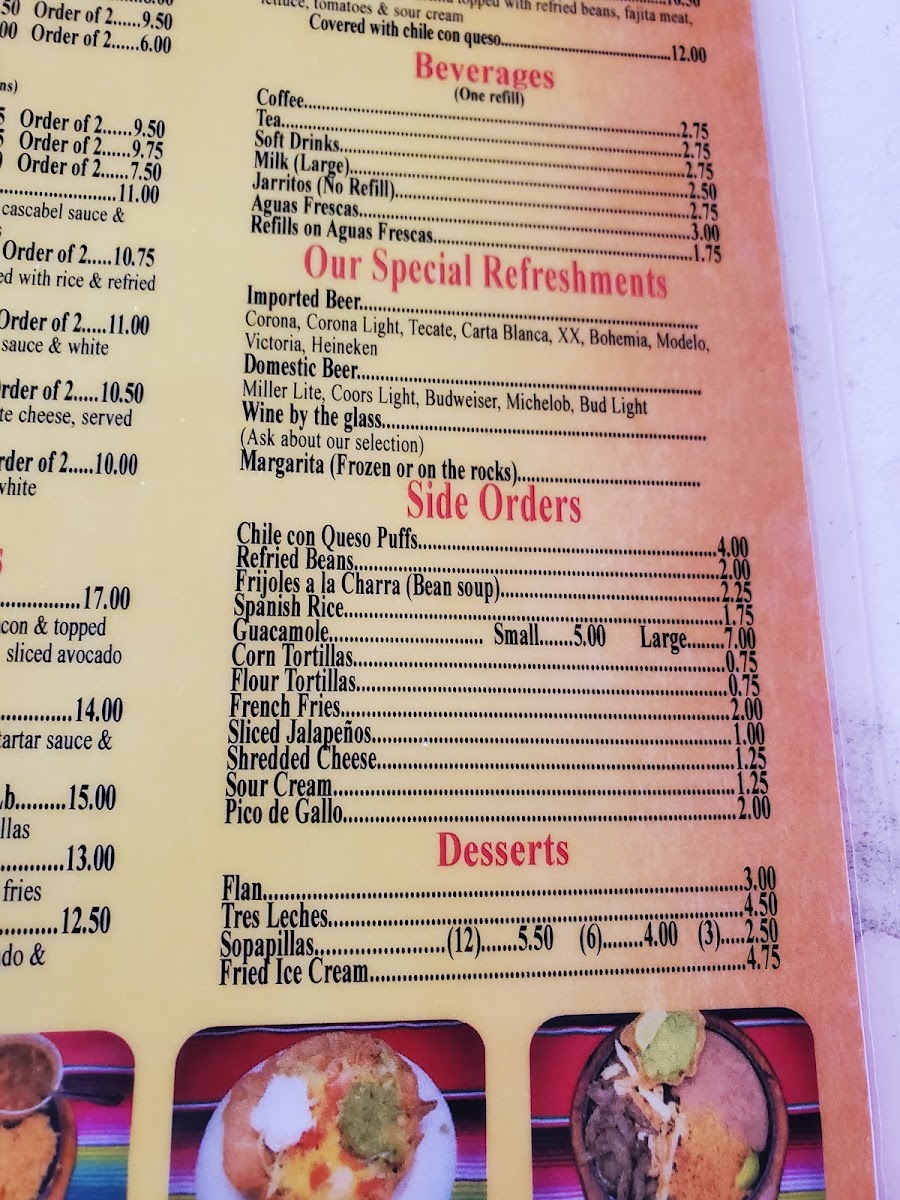 50 Order of 2......9.50
00 Order of 2......6.00
ns)
5 Order of 2......9.50
5 Order of 2......9.75
Order of 2......7.50
......................11.00
cascabel sauce &
Order of 2.....10.75
ed with rice & refried
Order of 2.....11.00
sauce & white
rder of 2.....10.50
te cheese, served
rder of 2.....10.00
white
s
...............17.00
con & topped
sliced avocado
.............14.00
tartar sauce &
Lb.........15.00
llas
............13.00
fries
...........12.50
do &
topped with refried beans, fajita meat,
lettuce, tomatoes & sour cream
Covered with chile con queso....................................12.00
Beverages
(One refill)
Coffee....................................2.75
Tea....................................2.75
Soft Drinks....................................2.75
Milk (Large)....................................2.50
Jarritos (No Refill)....................................2.75
Aguas Frescas....................................3.00
Refills on Aguas Frescas....................................1.75
Our Special Refreshments
Imported Beer....................................
Corona, Corona Light, Tecate, Carta Blanca, XX, Bohemia, Modelo,
Victoria, Heineken
Domestic Beer....................................
Miller Lite, Coors Light, Budweiser, Michelob, Bud Light
Wine by the glass....................................
(Ask about our selection)
Margarita (Frozen or on the rocks)....................................
Side Orders
Chile con Queso Puffs....................................4.00
Refried Beans....................................2.00
Frijoles a la Charra (Bean soup)....................................2.25
Spanish Rice....................................1.75
Guacamole............................ Small.......5.00 Large........7.00
Corn Tortillas....................................0.75
Flour Tortillas....................................0.75
French Fries....................................2.00
Sliced Jalapeños....................................1.00
Shredded Cheese....................................1.25
Sour Cream....................................1.25
Pico de Gallo....................................2.00
Desserts
Flan....................................3.00
Tres Leches....................................4.50
Sopapillas........................(12).......5.50 (6)........4.00 (3).....2.50
Fried Ice Cream....................................4.75